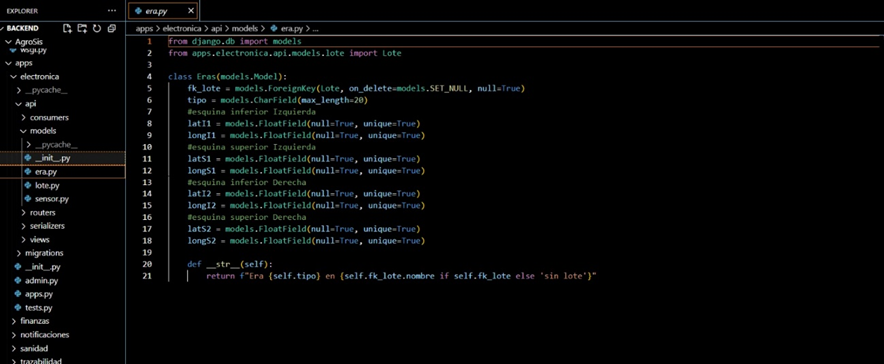 EXPLORER
BACKEND
AgroSis
wsgi.py
apps
electronica
__pycache__
api
consumers
models
__pycache__
__init__.py
era.py
lote.py
sensor.py
routers
serializers
views
migrations
__init__.py
admin.py
apps.py
tests.py
finanzas
notificaciones
sanidad
trazabilidad
era.py
apps > electronica > api > models > era.py > ...
1 from django.db import models
2 from apps.electronica.api.models.lote import Lote
3
4 class Eras(models.Model):
5 fk_lote = models.ForeignKey(Lote, on_delete=models.SET_NULL, null=True)
6 tipo = models.CharField(max_length=20)
7 #esquina inferior Izquierda
8 latI1 = models.FloatField(null=True, unique=True)
9 longI1 = models.FloatField(null=True, unique=True)
10 #esquina superior Izquierda
11 latS1 = models.FloatField(null=True, unique=True)
12 longS1 = models.FloatField(null=True, unique=True)
13 #esquina inferior Derecha
14 latI2 = models.FloatField(null=True, unique=True)
15 longI2 = models.FloatField(null=True, unique=True)
16 #esquina superior Derecha
17 latS2 = models.FloatField(null=True, unique=True)
18 longS2 = models.FloatField(null=True, unique=True)
19
20 def __str__(self):
21 return f"Era {self.tipo} en {self.fk_lote.nombre if self.fk_lote else 'sin lote'}"